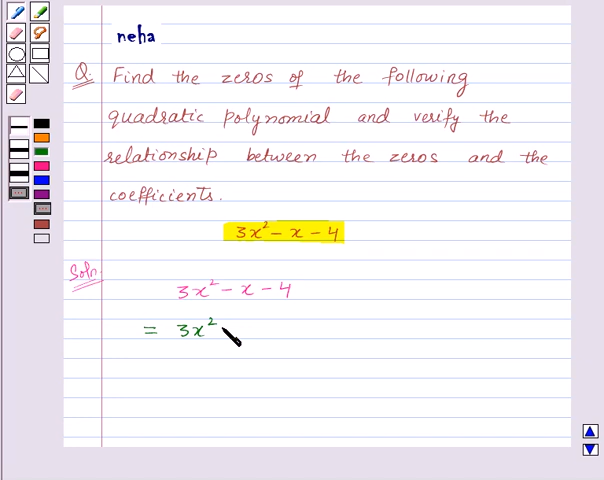 neha
Q. Find the zeros of the following
quadratic polynomial and verify the
relationship between the zeros and the
coefficients.
3x² - x - 4
Soln.
3x² - x - 4
= 3x²